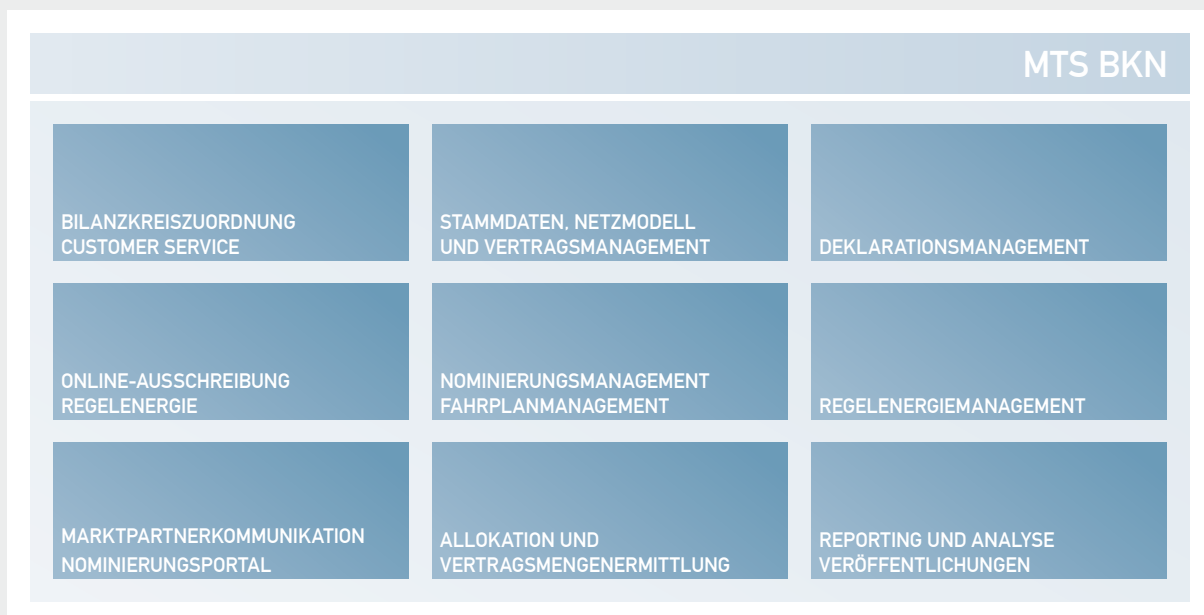 MTS BKN
BILANZKREISZUORDNUNG
CUSTOMER SERVICE
STAMMDATEN, NETZMODELL
UND VERTRAGSMANAGEMENT
DEKLARATIONSMANAGEMENT
ONLINE-AUSSCHREIBUNG
REGELENERGIE
NOMINIERUNGSMANAGEMENT
FAHRPLANMANAGEMENT
REGELENERGIEMANAGEMENT
MARKTPARTNERKOMMUNIKATION
NOMINIERUNGSPORTAL
ALLOKATION UND
VERTRAGSMENGENERMITTLUNG
REPORTING UND ANALYSE
VERÖFFENTLICHUNGEN